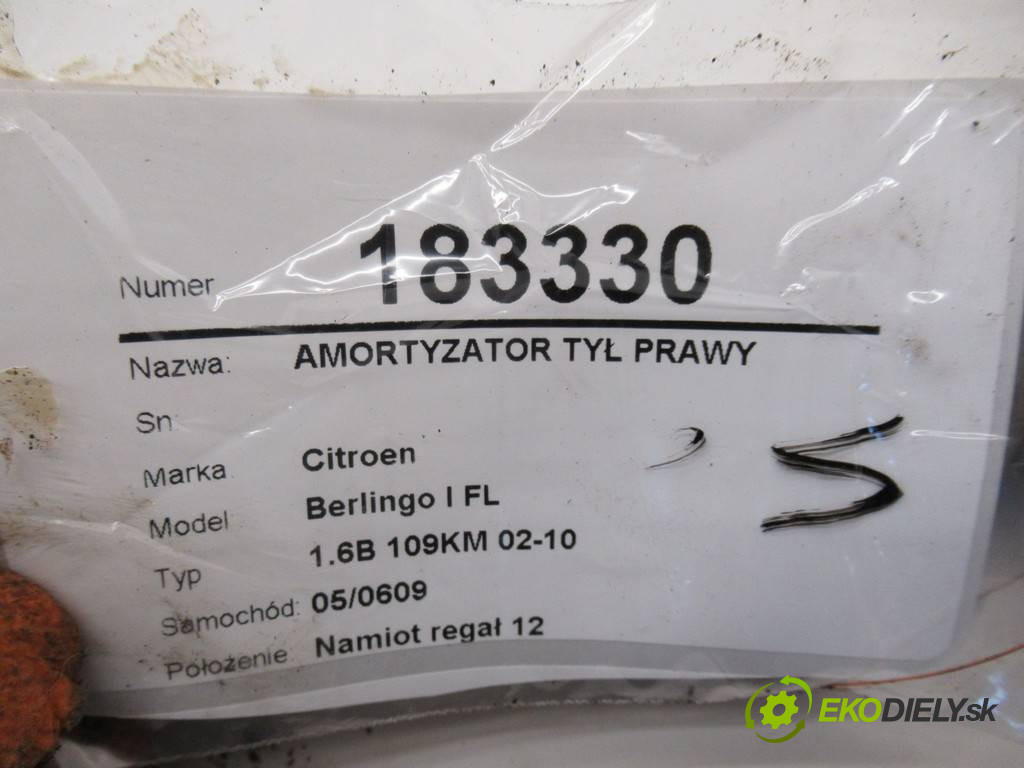 Numer 183330
Nazwa: AMORTYZATOR TYŁ PRAWY
Sn:
Marka Citroen
Model Berlingo I FL
Typ 1.6B 109KM 02-10
Samochód: 05/0609
Położenie Namiot regał 12
EKODIELY.sk